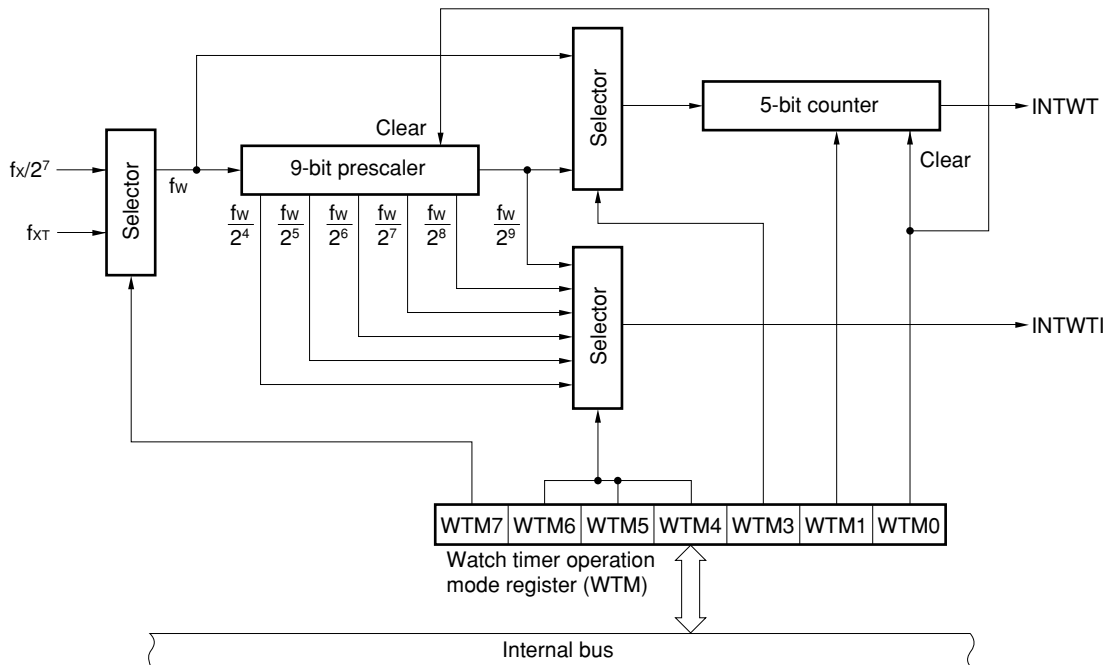 Clear
Selector
5-bit counter
INTWT
Clear
fX/2⁷
Selector
fW
9-bit prescaler
fXT
fW/2⁴
fW/2⁵
fW/2⁶
fW/2⁷
fW/2⁸
fW/2⁹
Selector
INTWTI
WTM7 WTM6 WTM5 WTM4 WTM3 WTM1 WTM0
Watch timer operation
mode register (WTM)
Internal bus